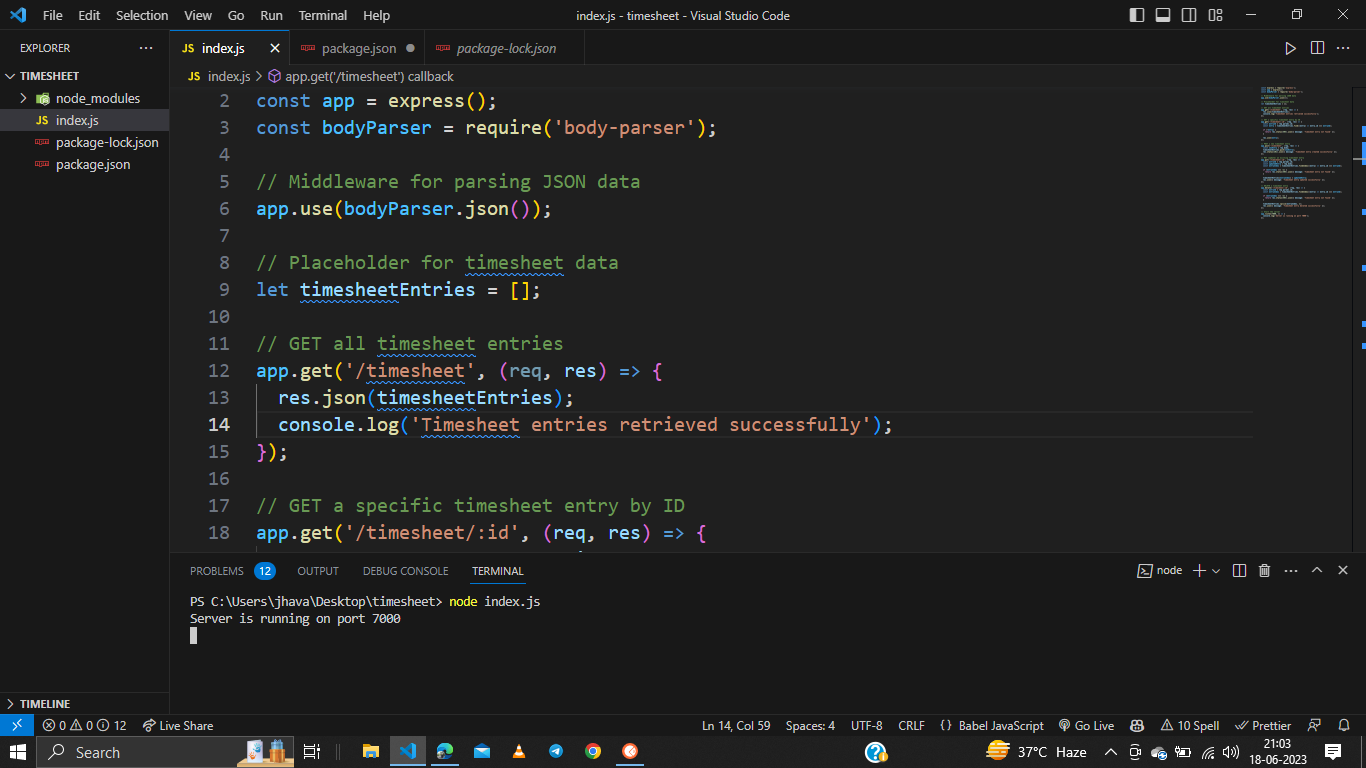 File Edit Selection View Go Run Terminal Help
index.js - timesheet - Visual Studio Code
EXPLORER
TIMESHEET
node_modules
JS index.js
package-lock.json
package.json
TIMELINE
JS index.js
package.json
package-lock.json
JS index.js > app.get('/timesheet') callback
2 const app = express();
3 const bodyParser = require('body-parser');
4
5 // Middleware for parsing JSON data
6 app.use(bodyParser.json());
7
8 // Placeholder for timesheet data
9 let timesheetEntries = [];
10
11 // GET all timesheet entries
12 app.get('/timesheet', (req, res) => {
13 res.json(timesheetEntries);
14 console.log('Timesheet entries retrieved successfully');
15 });
16
17 // GET a specific timesheet entry by ID
18 app.get('/timesheet/:id', (req, res) => {
PROBLEMS 12 OUTPUT DEBUG CONSOLE TERMINAL
node
PS C:\Users\jhava\Desktop\timesheet> node index.js
Server is running on port 7000
0 0 12 Live Share
Ln 14, Col 59 Spaces: 4 UTF-8 CRLF {} Babel JavaScript Go Live 10 Spell Prettier
Search
37°C Haze
21:03
18-06-2023